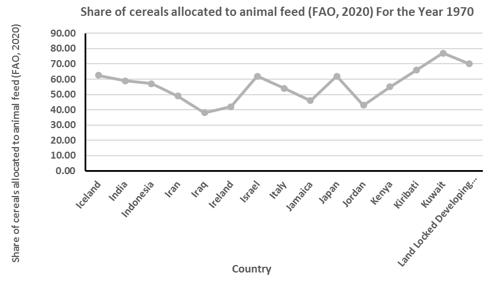 Share of cereals allocated to animal feed (FAO, 2020) For the Year 1970
Share of cereals allocated to animal feed (FAO, 2020)
90.00
80.00
70.00
60.00
50.00
40.00
30.00
20.00
10.00
0.00
Iceland
India
Indonesia
Iran
Iraq
Ireland
Israel
Italy
Jamaica
Japan
Jordan
Kenya
Kiribati
Kuwait
Land Locked Developing...
Country